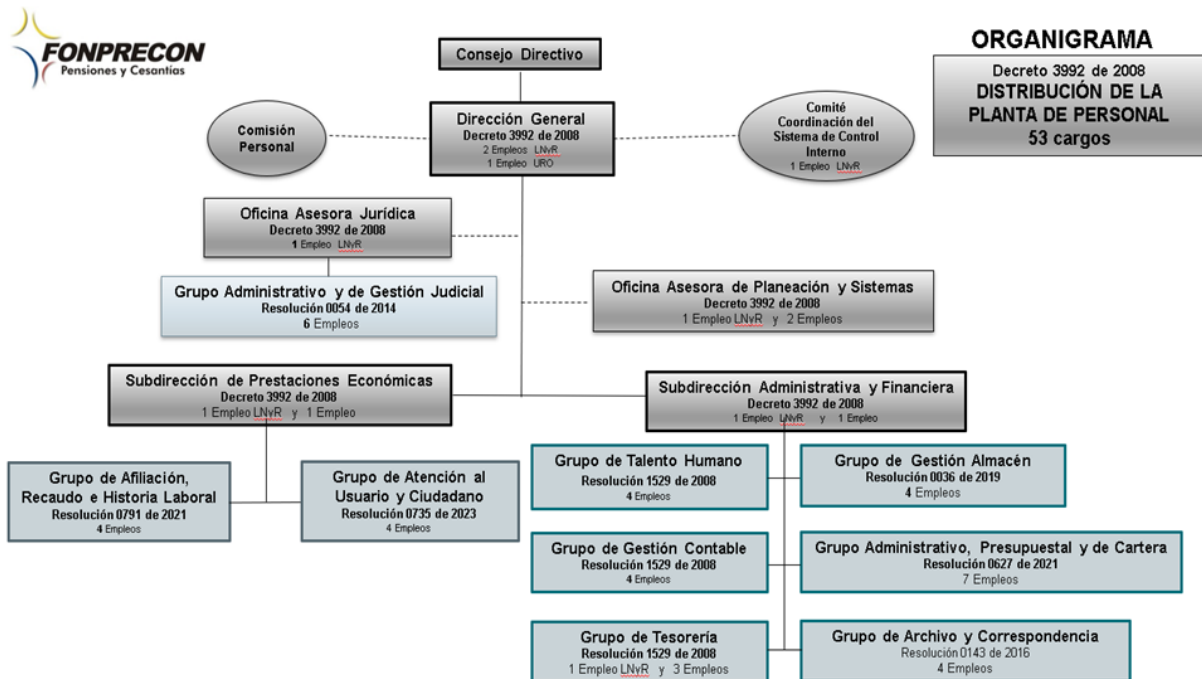 FONPRECON
Pensiones y Cesantías
ORGANIGRAMA
Decreto 3992 de 2008
DISTRIBUCIÓN DE LA
PLANTA DE PERSONAL
53 cargos
Consejo Directivo
Comisión
Personal
Dirección General
Decreto 3992 de 2008
2 Empleos LNyR
1 Empleo URO
Comité
Coordinación del
Sistema de Control
Interno
1 Empleo LNyR
Oficina Asesora Jurídica
Decreto 3992 de 2008
1 Empleo LNyR
Grupo Administrativo y de Gestión Judicial
Resolución 0054 de 2014
6 Empleos
Oficina Asesora de Planeación y Sistemas
Decreto 3992 de 2008
1 Empleo LNyR y 2 Empleos
Subdirección de Prestaciones Económicas
Decreto 3992 de 2008
1 Empleo LNyR y 1 Empleo
Subdirección Administrativa y Financiera
Decreto 3992 de 2008
1 Empleo LNyR y 1 Empleo
Grupo de Afiliación,
Recaudo e Historia Laboral
Resolución 0791 de 2021
4 Empleos
Grupo de Atención al
Usuario y Ciudadano
Resolución 0735 de 2023
4 Empleos
Grupo de Talento Humano
Resolución 1529 de 2008
4 Empleos
Grupo de Gestión Almacén
Resolución 0036 de 2019
4 Empleos
Grupo de Gestión Contable
Resolución 1529 de 2008
4 Empleos
Grupo Administrativo, Presupuestal y de Cartera
Resolución 0627 de 2021
7 Empleos
Grupo de Tesorería
Resolución 1529 de 2008
1 Empleo LNyR y 3 Empleos
Grupo de Archivo y Correspondencia
Resolución 0143 de 2016
4 Empleos